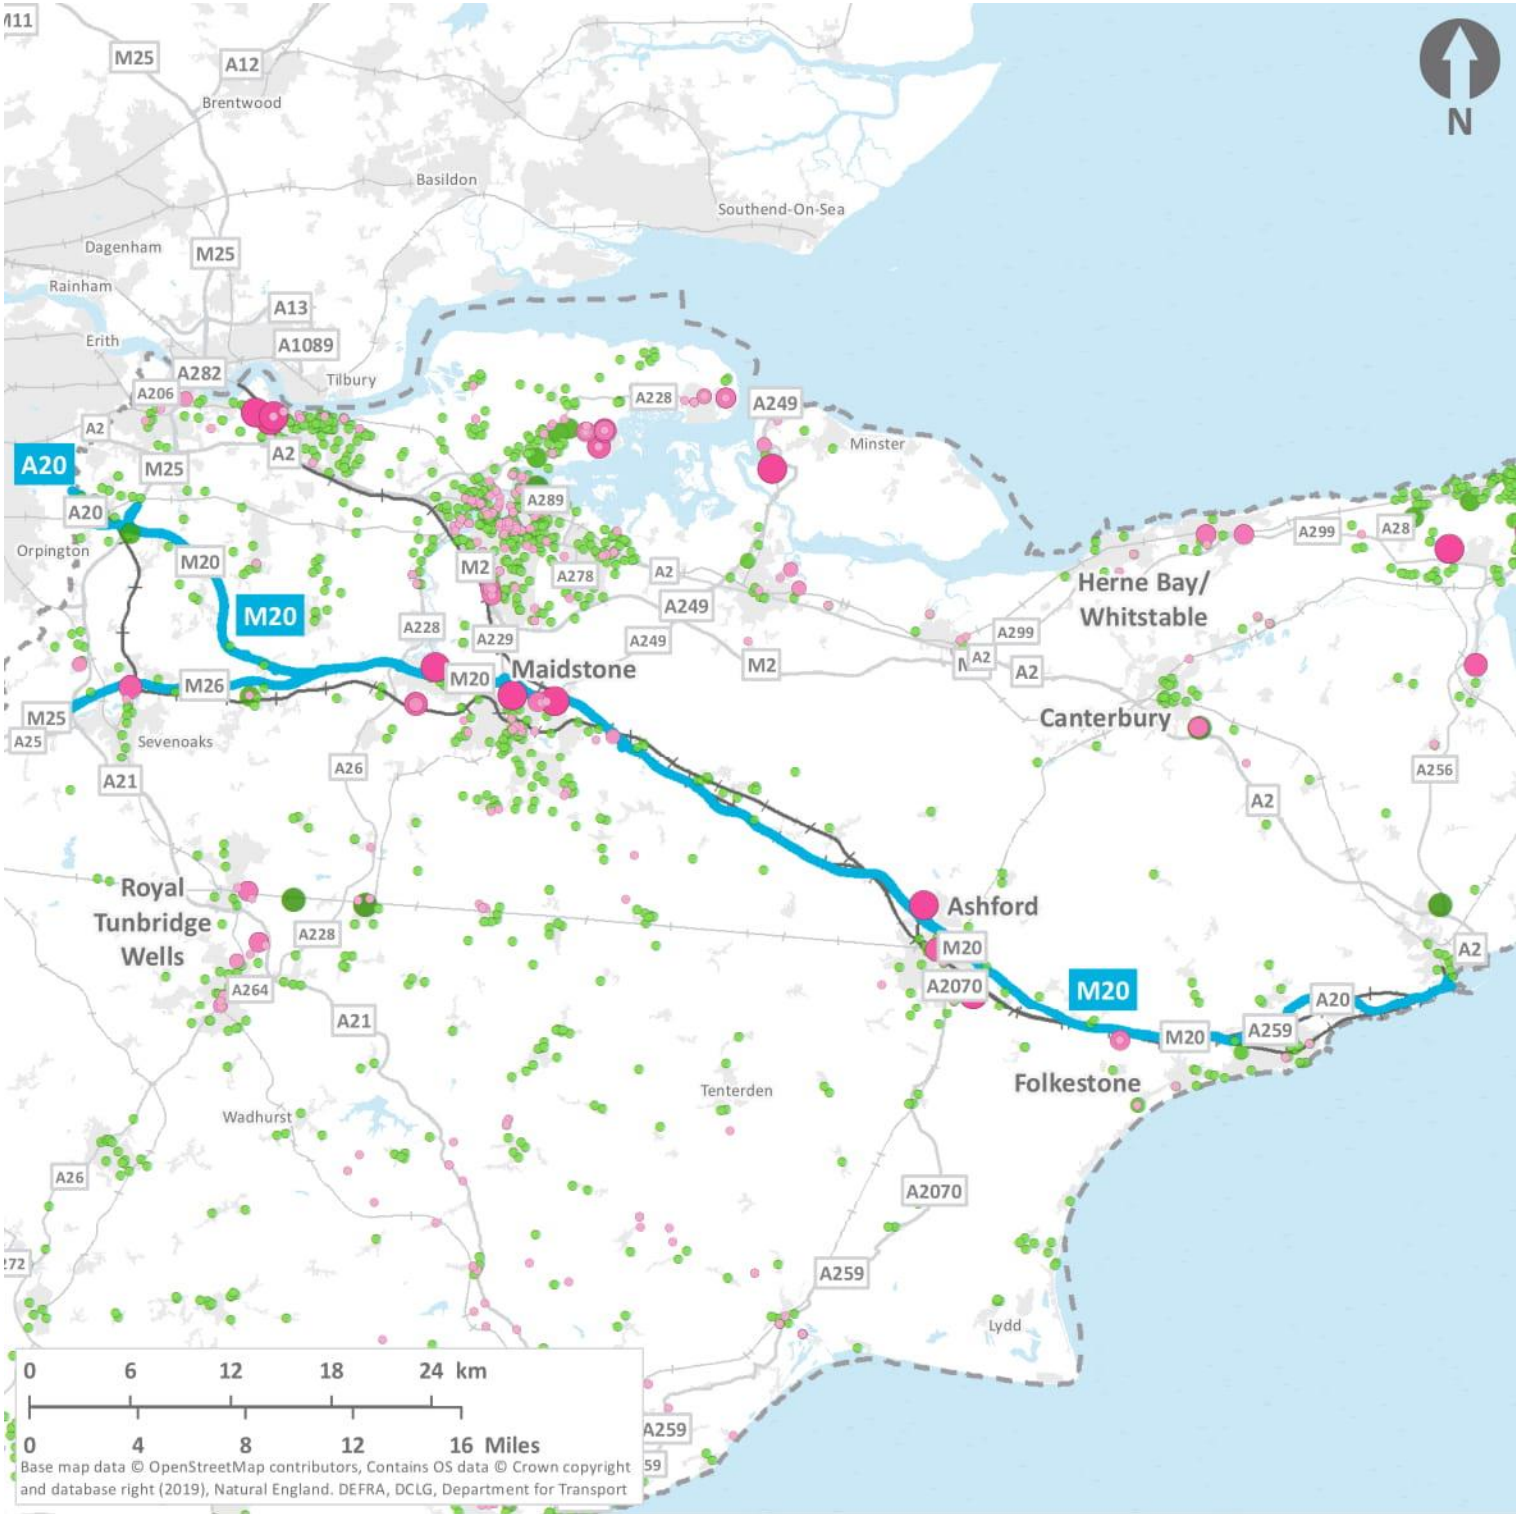 M11
M25
A12
N
Brentwood
Basildon
Southend-On-Sea
Dagenham
M25
Rainham
A13
Erith
A1089
A282
Tilbury
A206
A228
A249
A2
Minster
A20
M25
A2
A289
A20
A299
A28
Orpington
M20
M2
A278
A2
Herne Bay/
Whitstable
M20
A249
A228
A229
A249
A299
M2
A2
A2
M26
M20
Maidstone
M25
A25
Sevenoaks
Canterbury
A21
A26
A256
A2
Royal
Tunbridge
Wells
Ashford
A228
M20
A2
A264
A2070
M20
A20
A21
A259
M20
Folkestone
Tenterden
Wadhurst
A26
A2070
272
A259
Lydd
0 6 12 18 24 km
0 4 8 12 16 Miles
A259
59
Base map data © OpenStreetMap contributors, Contains OS data © Crown copyright
and database right (2019), Natural England. DEFRA, DCLG, Department for Transport